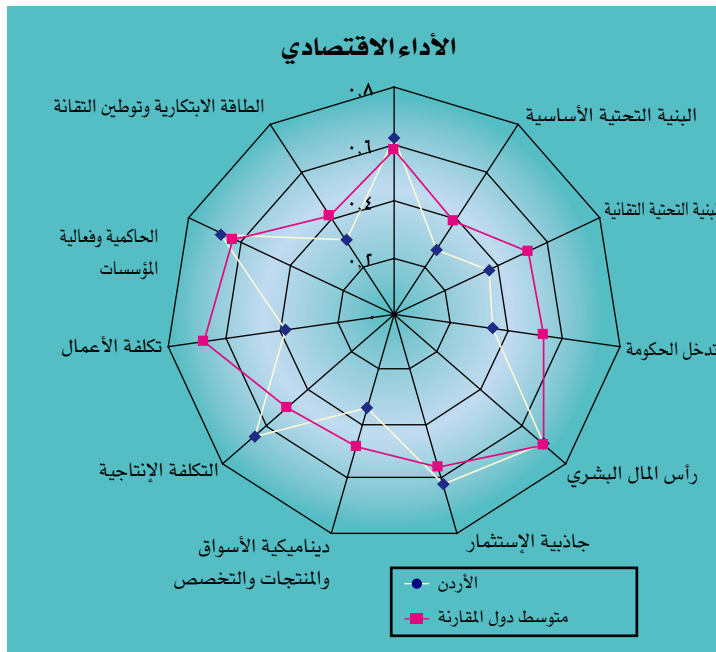 الأداء الاقتصادي
٠.٨
٠.٦
٠.٤
٠.٢
٠
البنية التحتية الأساسية
البنية التحتية التقانية
تدخل الحكومة
رأس المال البشري
جاذبية الإستثمار
ديناميكية الأسواق
والمنتجات والتخصص
التكلفة الإنتاجية
تكلفة الأعمال
الحاكمية وفعالية
المؤسسات
الطاقة الابتكارية وتوطين التقانة
الأردن
متوسط دول المقارنة